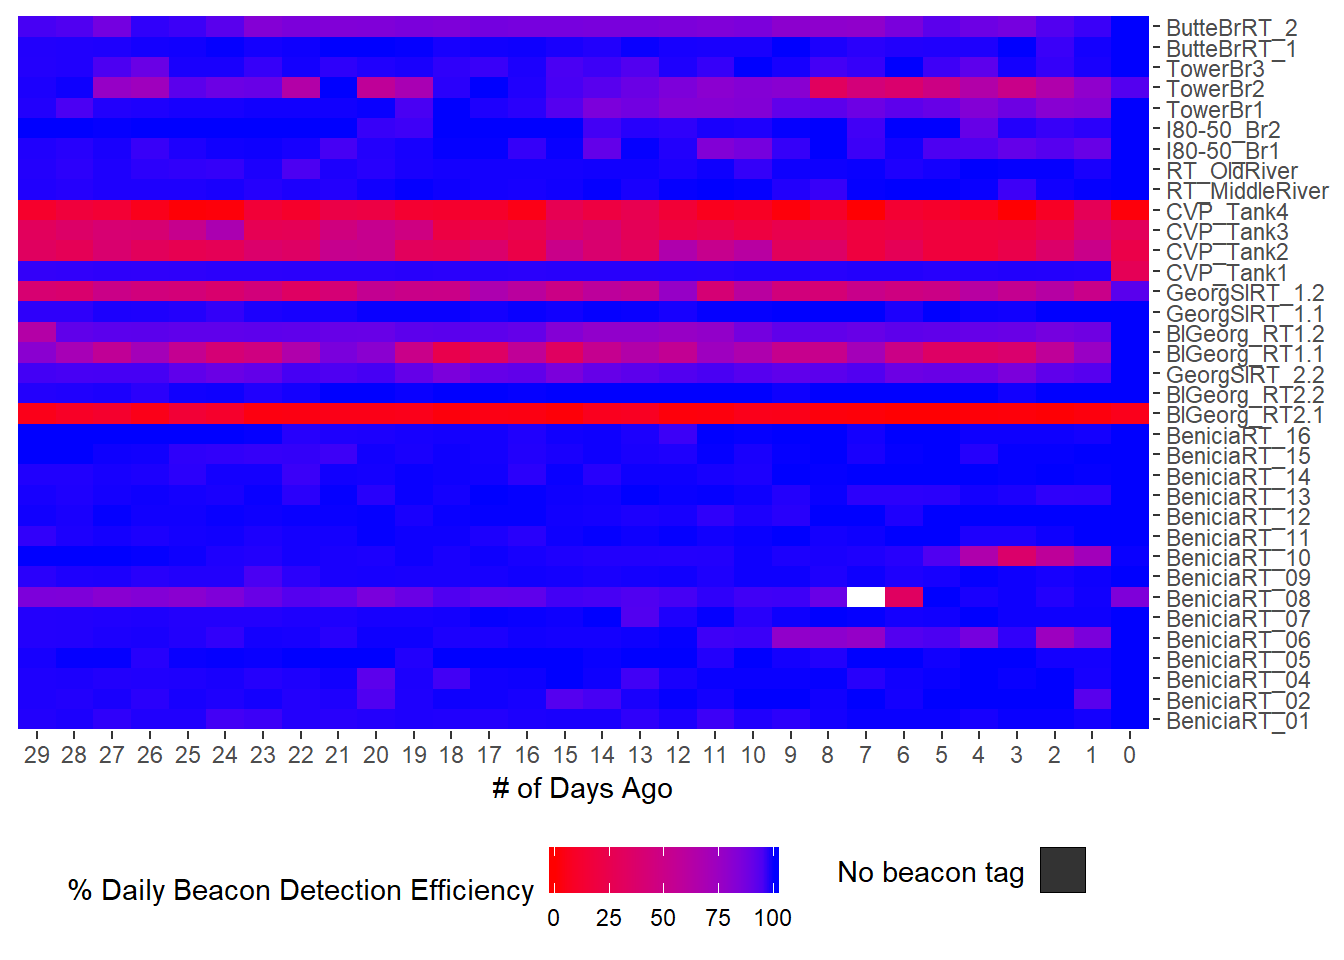 ButteBrRT_2
ButteBrRT_1
TowerBr3
TowerBr2
TowerBr1
I80-50_Br2
I80-50_Br1
RT_OldRiver
RT_MiddleRiver
CVP_Tank4
CVP_Tank3
CVP_Tank2
CVP_Tank1
GeorgSlRT_1.2
GeorgSlRT_1.1
BlGeorg_RT1.2
BlGeorg_RT1.1
GeorgSlRT_2.2
BlGeorg_RT2.2
BlGeorg_RT2.1
BeniciaRT_16
BeniciaRT_15
BeniciaRT_14
BeniciaRT_13
BeniciaRT_12
BeniciaRT_11
BeniciaRT_10
BeniciaRT_09
BeniciaRT_08
BeniciaRT_07
BeniciaRT_06
BeniciaRT_05
BeniciaRT_04
BeniciaRT_02
BeniciaRT_01
29 28 27 26 25 24 23 22 21 20 19 18 17 16 15 14 13 12 11 10 9 8 7 6 5 4 3 2 1 0
# of Days Ago
% Daily Beacon Detection Efficiency
0 25 50 75 100
No beacon tag